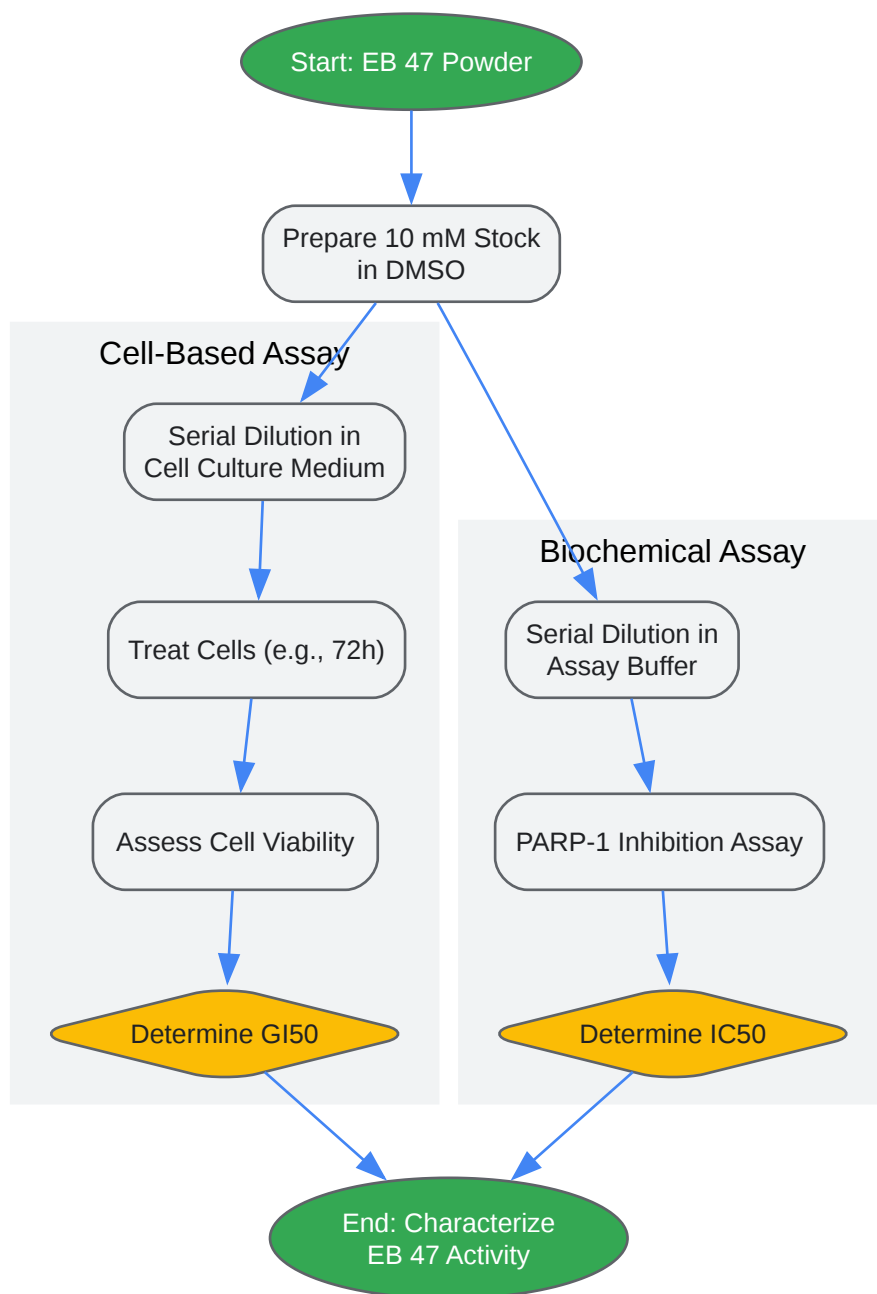 Start: EB 47 Powder
Prepare 10 mM Stock
in DMSO
Cell-Based Assay
Serial Dilution in
Cell Culture Medium
Treat Cells (e.g., 72h)
Assess Cell Viability
Determine GI50
Biochemical Assay
Serial Dilution in
Assay Buffer
PARP-1 Inhibition Assay
Determine IC50
End: Characterize
EB 47 Activity